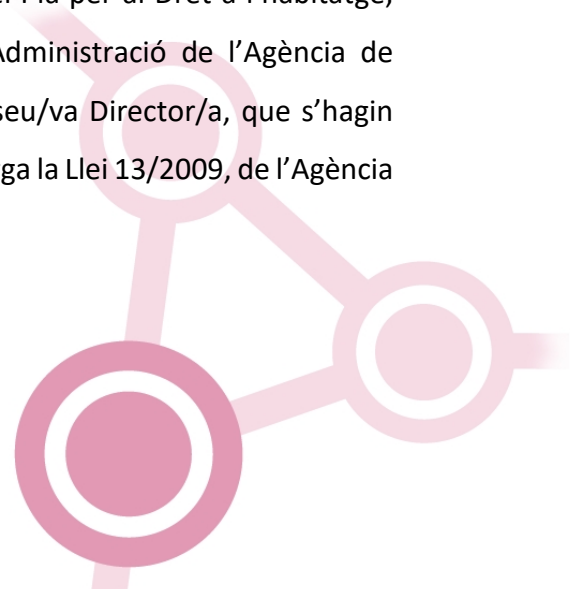 Pla per al Dret a l’habitatge,
Administració de l’Agència de
seu/va Director/a, que s’hagin
ga la Llei 13/2009, de l’Agència